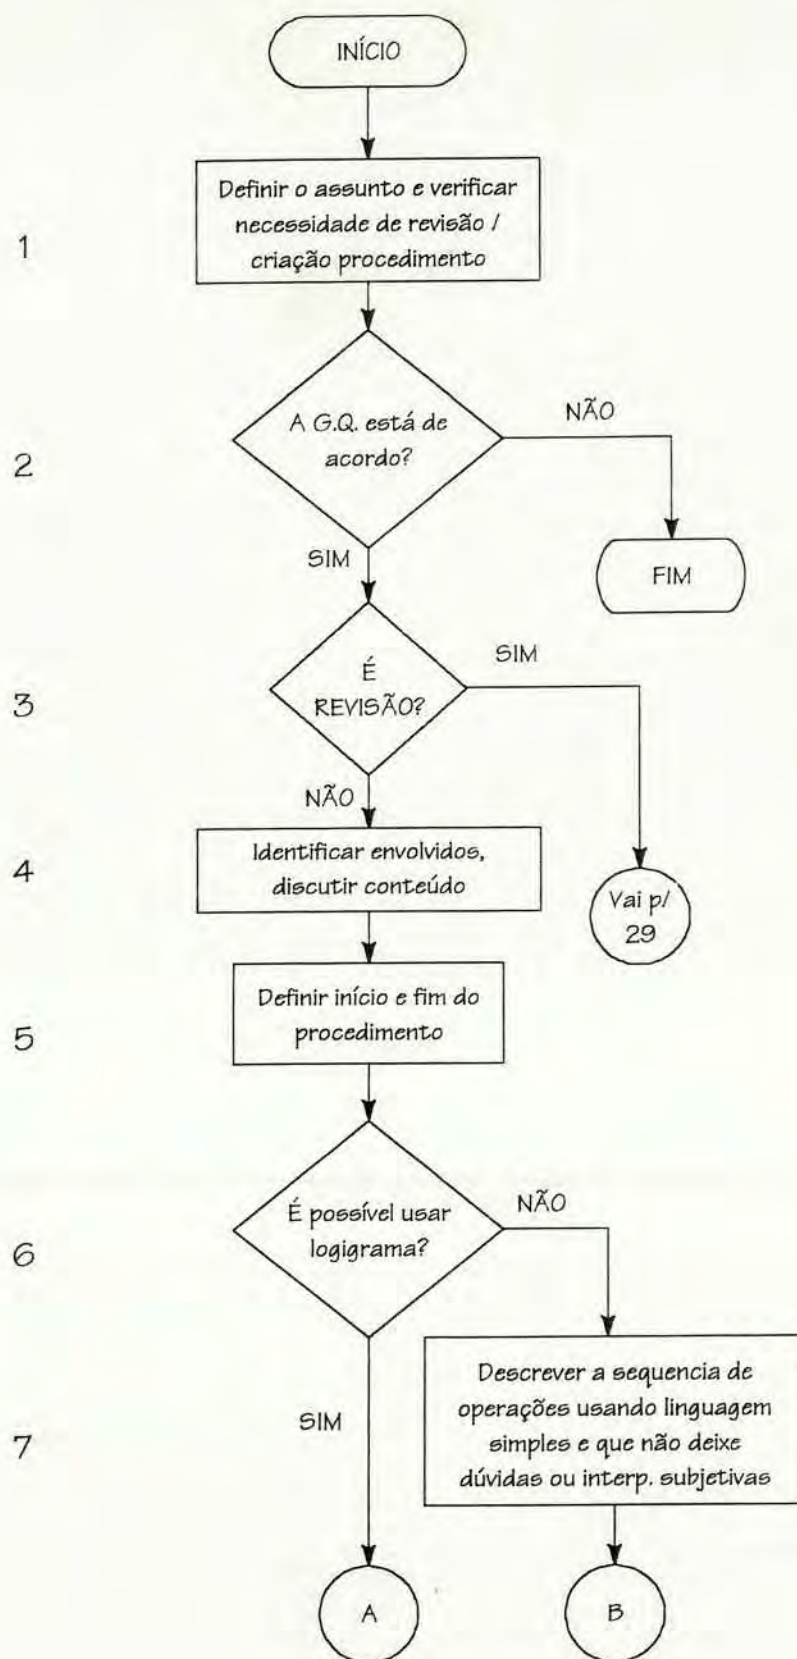 INÍCIO
1
Definir o assunto e verificar
necessidade de revisão /
criação procedimento
2
A G.Q. está de
acordo?
NÃO
SIM
FIM
3
É
REVISÃO?
SIM
NÃO
4
Identificar envolvidos,
discutir conteúdo
Vai p/
29
5
Definir início e fim do
procedimento
6
É possível usar
logigrama?
NÃO
7
SIM
Descrever a sequencia de
operações usando linguagem
simples e que não deixe
dúvidas ou interp. subjetivas
A
B